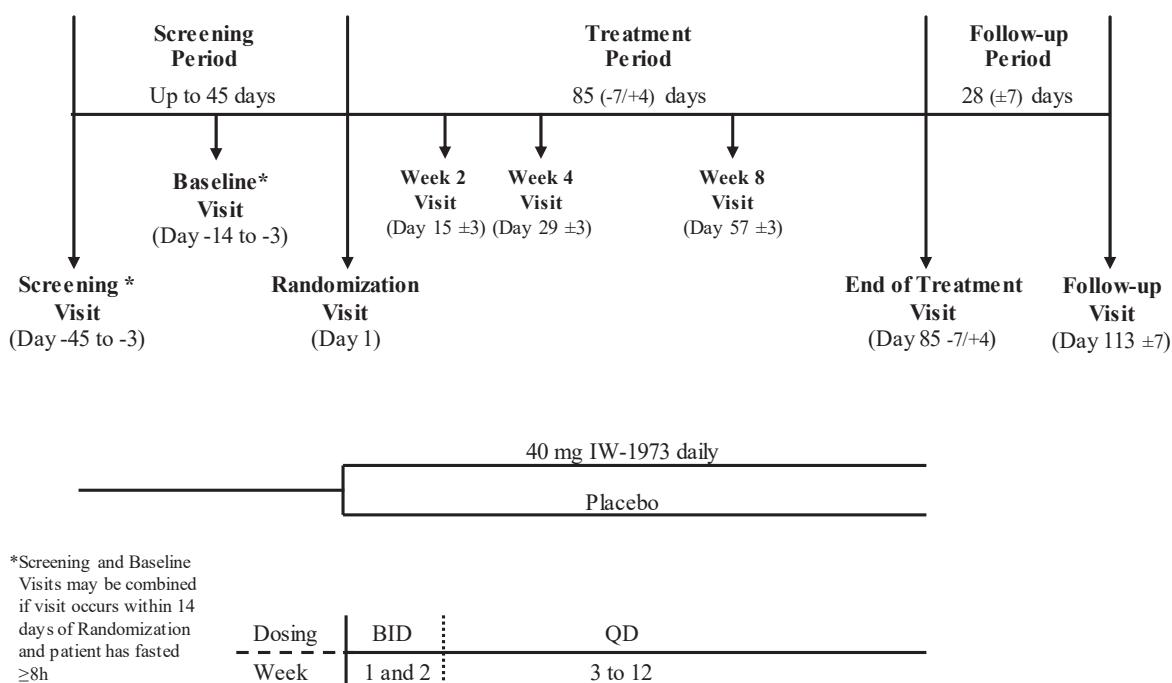 Screening
Period
Up to 45 days
Treatment
Period
85 (-7/+4) days
Follow-up
Period
28 (±7) days
Baseline*
Visit
(Day -14 to -3)
Week 2
Visit
(Day 15 ±3)
Week 4
Visit
(Day 29 ±3)
Week 8
Visit
(Day 57 ±3)
Screening *
Visit
(Day -45 to -3)
Randomization
Visit
(Day 1)
End of Treatment
Visit
(Day 85 -7/+4)
Follow-up
Visit
(Day 113 ±7)
40 mg IW-1973 daily
Placebo
*Screening and Baseline
Visits may be combined
if visit occurs within 14
days of Randomization
and patient has fasted
≥8h
Dosing BID QD
Week 1 and 2 3 to 12